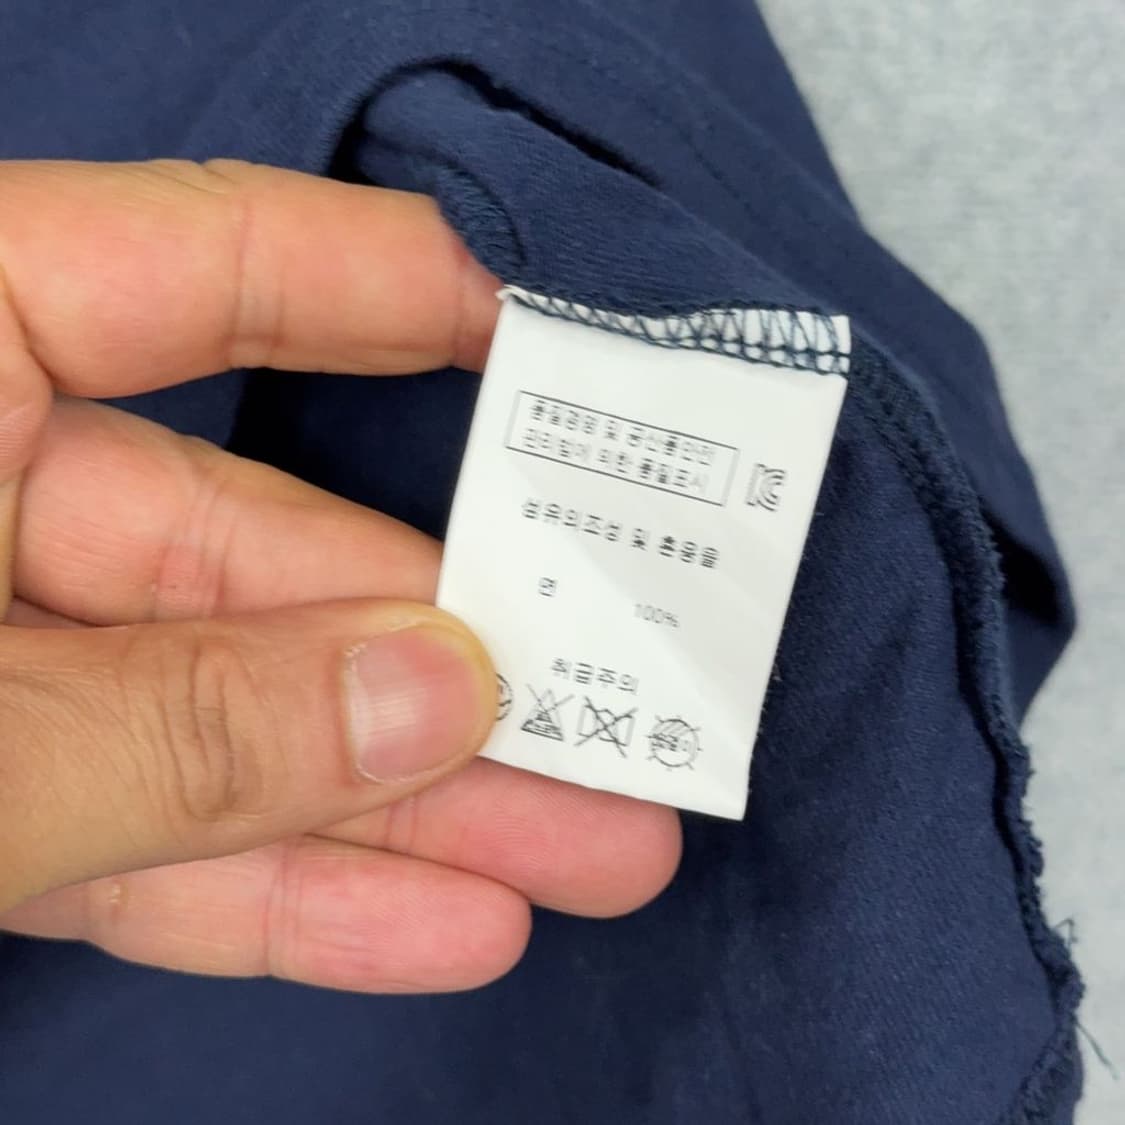 품질경영 및 공산품안전
관리법에 의한 품질표시
섬유의조성 및 혼용율
면 100%
취급주의